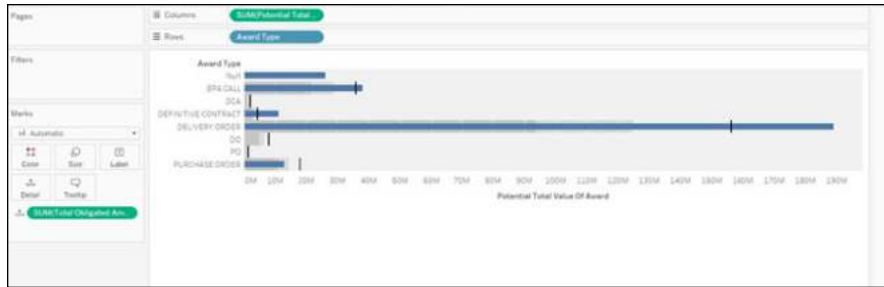 Pages
Columns
SUM(Potential Total ..
Rows
Award Type
Filters
Award Type
Null
BPA CALL
DCA
DEFINITIVE CONTRACT
DELIVERY ORDER
DO
PO
PURCHASE ORDER
0M 10M 20M 30M 40M 50M 60M 70M 80M 90M 100M 110M 120M 130M 140M 150M 160M 170M 180M 190M
Potential Total Value Of Award
Marks
Automatic
Color Size Label
Detail Tooltip
SUM(Total Obligated Am..